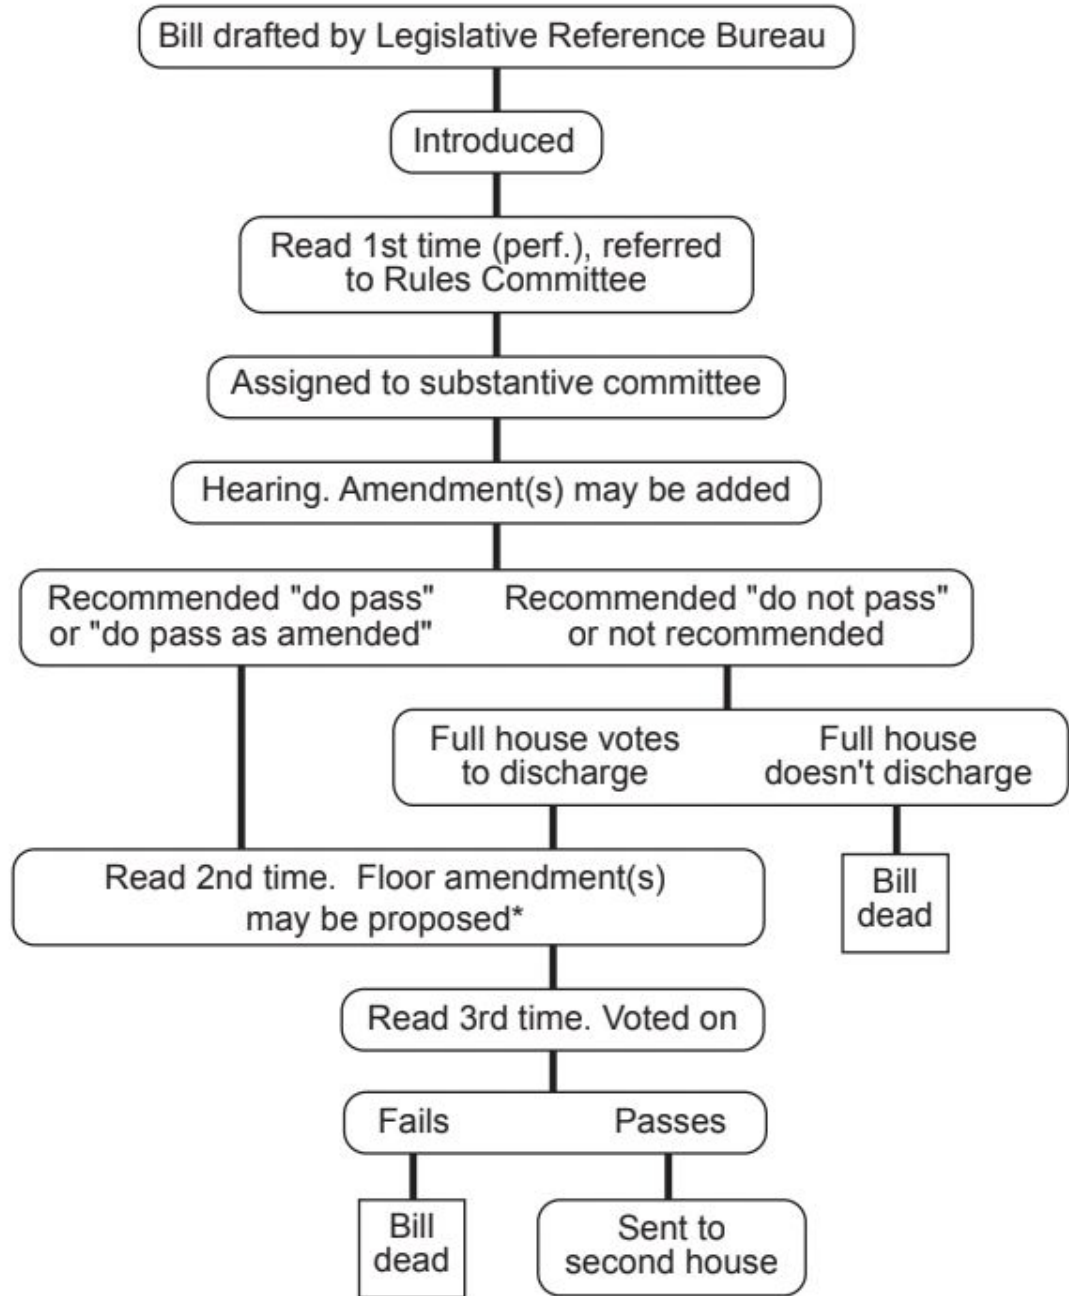 Bill drafted by Legislative Reference Bureau
Introduced
Read 1st time (perf.), referred
to Rules Committee
Assigned to substantive committee
Hearing. Amendment(s) may be added
Recommended "do pass"
or "do pass as amended"
Recommended "do not pass"
or not recommended
Full house votes
to discharge
Full house
doesn't discharge
Read 2nd time. Floor amendment(s)
may be proposed*
Bill
dead
Read 3rd time. Voted on
Fails
Passes
Bill
dead
Sent to
second house